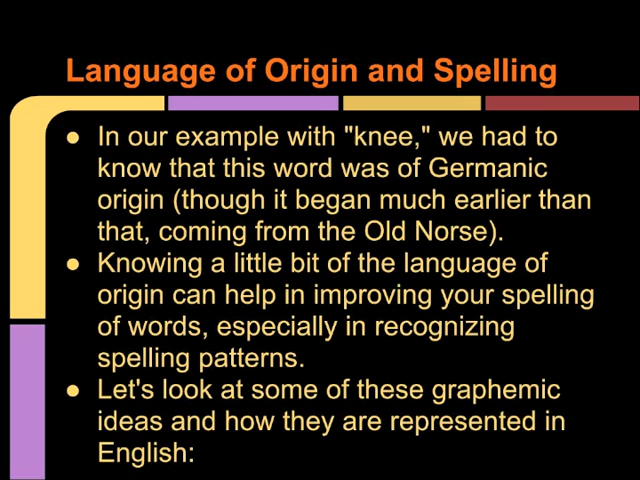 Language of Origin and Spelling
● In our example with "knee," we had to
know that this word was of Germanic
origin (though it began much earlier than
that, coming from the Old Norse).
● Knowing a little bit of the language of
origin can help in improving your spelling
of words, especially in recognizing
spelling patterns.
● Let's look at some of these graphemic
ideas and how they are represented in
English: